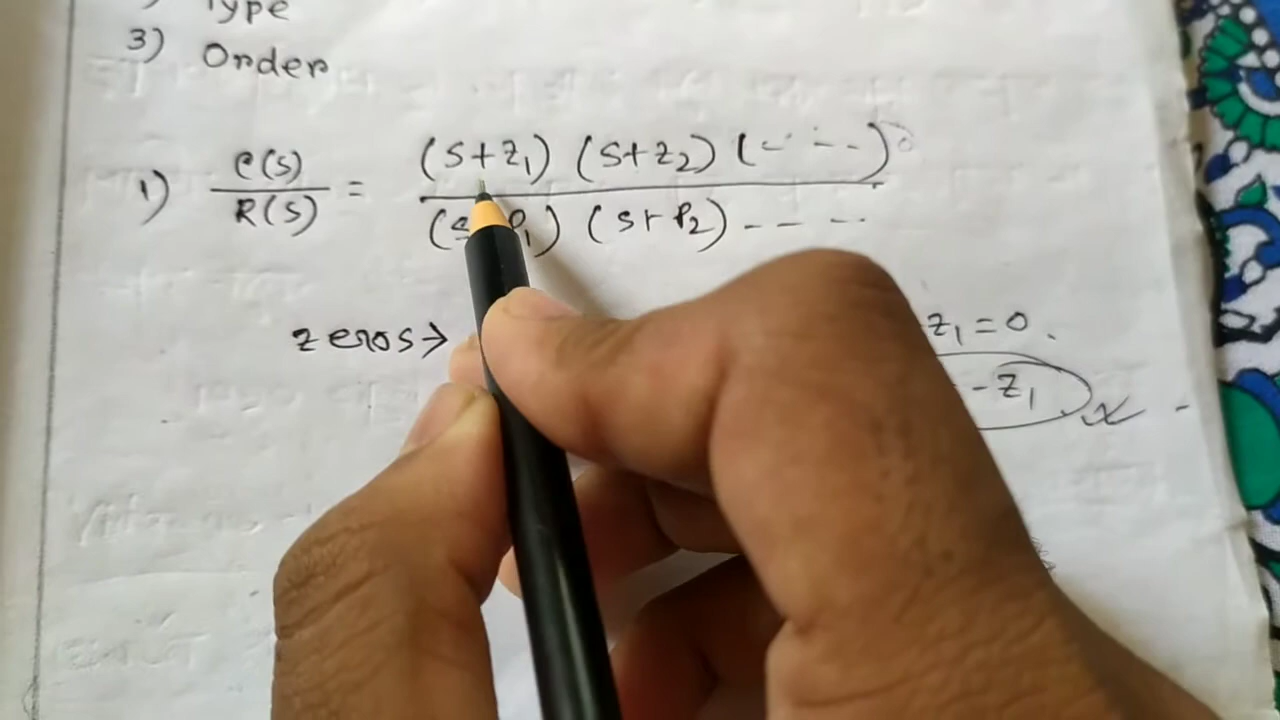 Type
3) Order
1) C(S)/R(S) = (S+Z₁) (S+Z₂) (- - - -) / (S P₁) (S+P₂) - - - -
zeros→ Z₁ = 0.
- Z₁